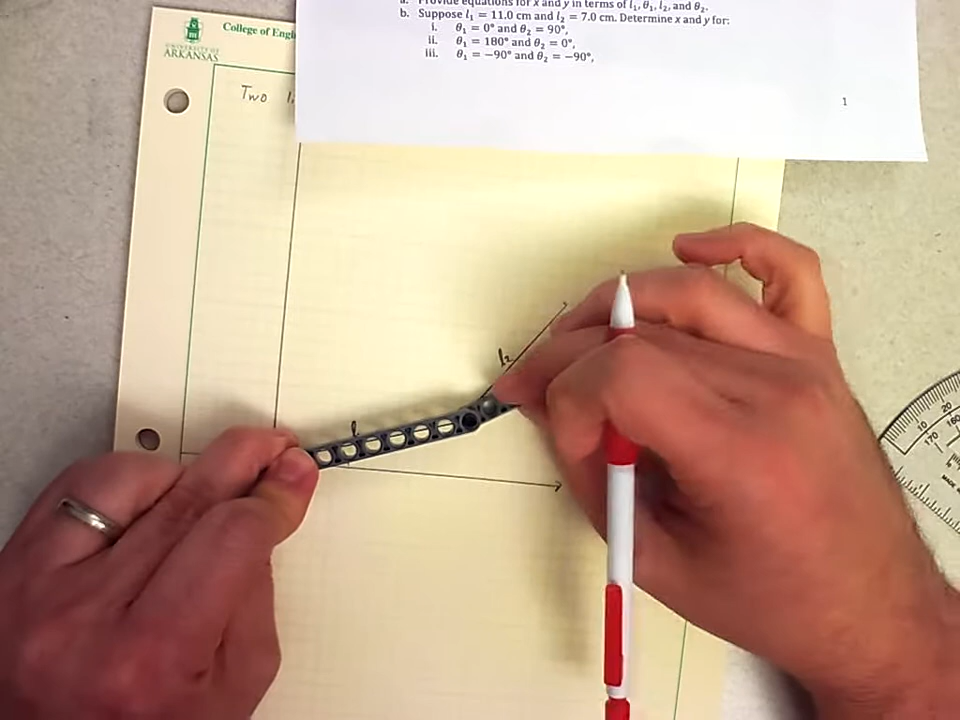 a. Provide equations for x and y in terms of l₁, θ₁, l₂, and θ₂.
b. Suppose l₁ = 11.0 cm and l₂ = 7.0 cm. Determine x and y for:
i. θ₁ = 0° and θ₂ = 90°,
ii. θ₁ = 180° and θ₂ = 0°,
iii. θ₁ = −90° and θ₂ = −90°,
1
College of Engi
UNIVERSITY OF
ARKANSAS
Two
l₂
l
20
10
160
170
MADE